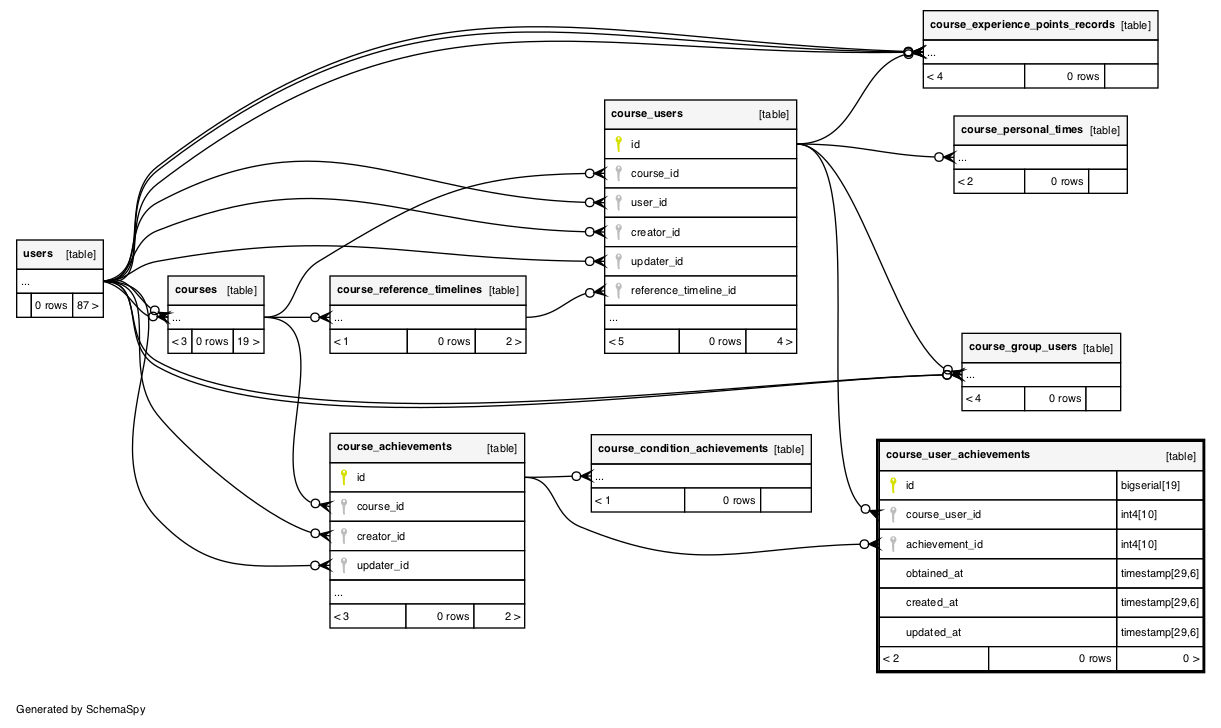 course_experience_points_records [table]
...
< 4 0 rows
course_users [table]
id
course_id
user_id
creator_id
updater_id
reference_timeline_id
...
< 5 0 rows 4 >
course_personal_times [table]
...
< 2 0 rows
users [table]
...
0 rows 87 >
courses [table]
...
< 3 0 rows 19 >
course_reference_timelines [table]
...
< 1 0 rows 2 >
course_group_users [table]
...
< 4 0 rows
course_achievements [table]
id
course_id
creator_id
updater_id
...
< 3 0 rows 2 >
course_condition_achievements [table]
...
< 1 0 rows
course_user_achievements [table]
id bigserial[19]
course_user_id int4[10]
achievement_id int4[10]
obtained_at timestamp[29,6]
created_at timestamp[29,6]
updated_at timestamp[29,6]
< 2 0 rows 0 >
Generated by SchemaSpy